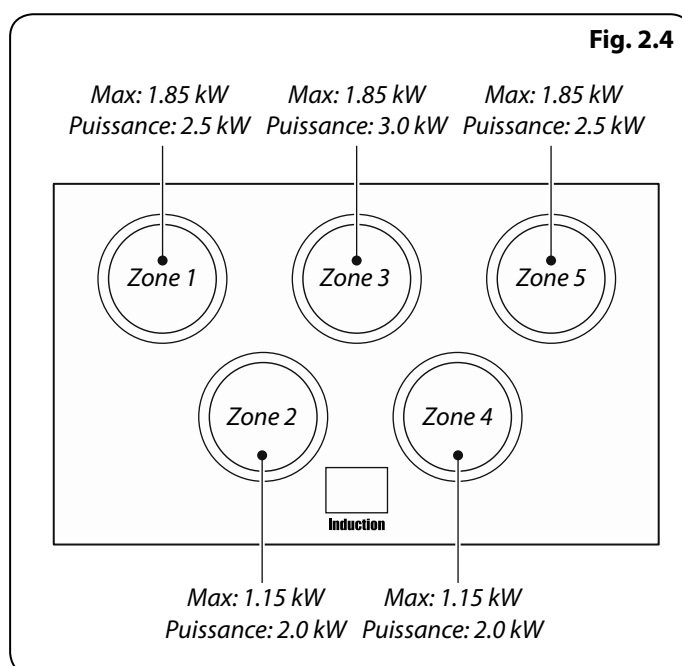 Fig. 2.4
Max: 1.85 kW
Puissance: 2.5 kW
Max: 1.85 kW
Puissance: 3.0 kW
Max: 1.85 kW
Puissance: 2.5 kW
Zone 1
Zone 3
Zone 5
Zone 2
Zone 4
Induction
Max: 1.15 kW
Puissance: 2.0 kW
Max: 1.15 kW
Puissance: 2.0 kW